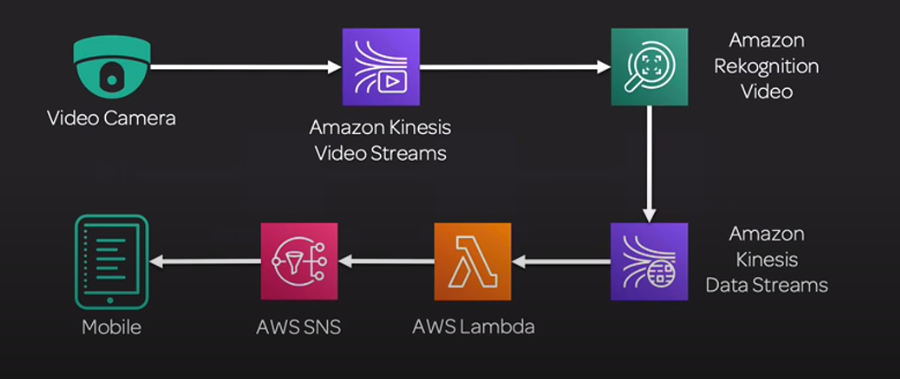 Video Camera
Amazon Kinesis
Video Streams
Amazon
Rekognition
Video
Amazon
Kinesis
Data Streams
AWS Lambda
AWS SNS
Mobile